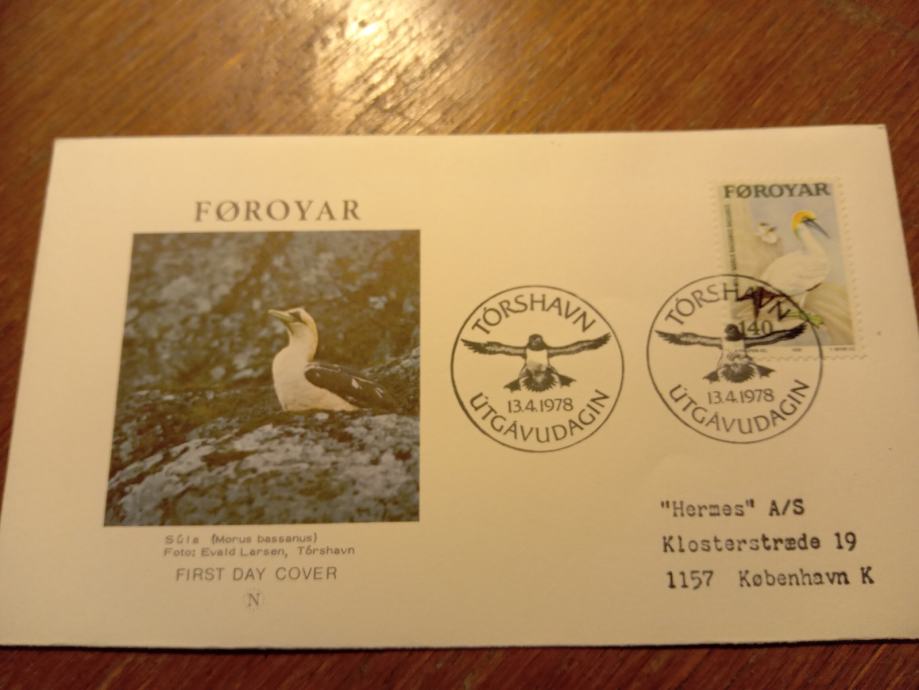 FØROYAR
Súla (Morus bassanus)
Foto: Evald Larsen, Tórshavn
FIRST DAY COVER
N
TÓRSHAVN
13.4.1978
ÚTGÁVUDAGIN
FØROYAR
140
TÓRSHAVN
13.4.1978
ÚTGÁVUDAGIN
"Hermes" A/S
Klosterstræde 19
1157 København K